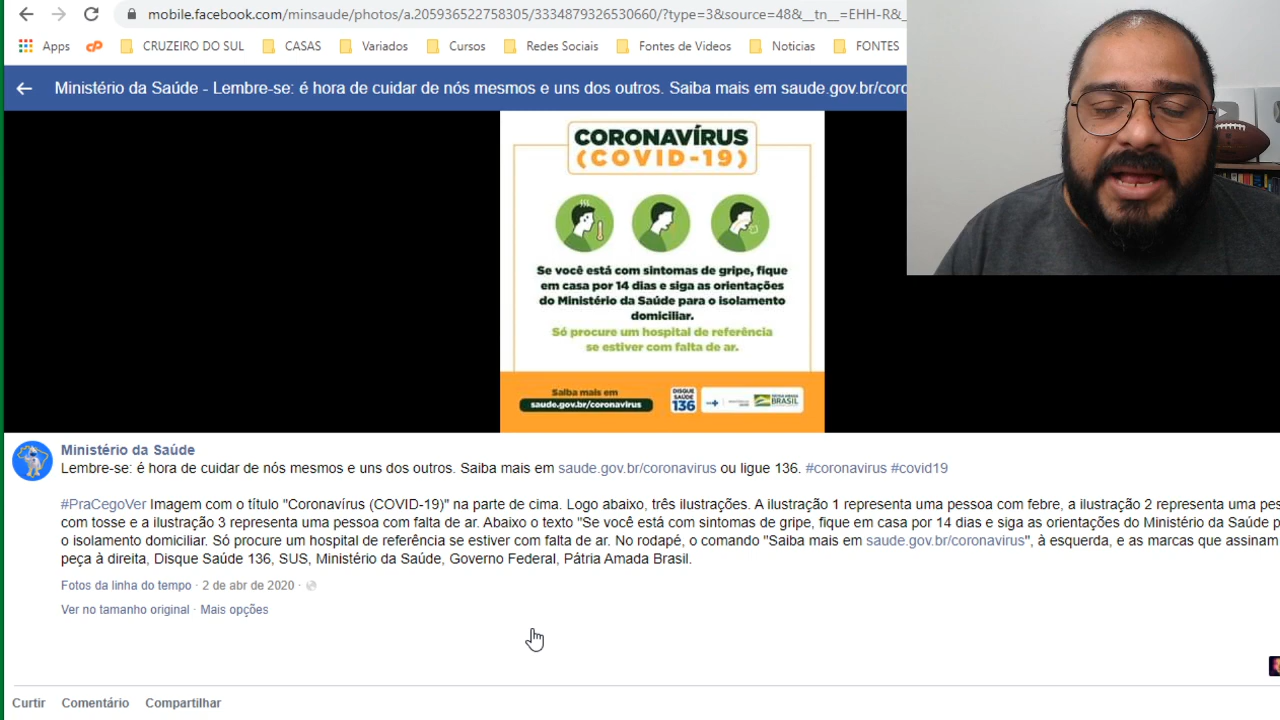 mobile.facebook.com/minsaude/photos/a.205936522758305/3334879326530660/?type=3&source=48&__tn__=EHH-R&_
Apps CRUZEIRO DO SUL CASAS Variados Cursos Redes Sociais Fontes de Videos Noticias FONTES
Ministério da Saúde - Lembre-se: é hora de cuidar de nós mesmos e uns dos outros. Saiba mais em saude.gov.br/coro
CORONAVÍRUS
(COVID-19)
Se você está com sintomas de gripe, fique
em casa por 14 dias e siga as orientações
do Ministério da Saúde para o isolamento
domiciliar.
Só procure um hospital de referência
se estiver com falta de ar.
Saiba mais em
saude.gov.br/coronavirus
DISQUE
SAÚDE
136
PÁTRIA AMADA
BRASIL
Ministério da Saúde
Lembre-se: é hora de cuidar de nós mesmos e uns dos outros. Saiba mais em saude.gov.br/coronavirus ou ligue 136. #coronavirus #covid19
#PraCegoVer Imagem com o título "Coronavírus (COVID-19)" na parte de cima. Logo abaixo, três ilustrações. A ilustração 1 representa uma pessoa com febre, a ilustração 2 representa uma pes
com tosse e a ilustração 3 representa uma pessoa com falta de ar. Abaixo o texto "Se você está com sintomas de gripe, fique em casa por 14 dias e siga as orientações do Ministério da Saúde p
o isolamento domiciliar. Só procure um hospital de referência se estiver com falta de ar. No rodapé, o comando "Saiba mais em saude.gov.br/coronavirus", à esquerda, e as marcas que assinam
peça à direita, Disque Saúde 136, SUS, Ministério da Saúde, Governo Federal, Pátria Amada Brasil.
Fotos da linha do tempo · 2 de abr de 2020 ·
Ver no tamanho original · Mais opções
Curtir Comentário Compartilhar